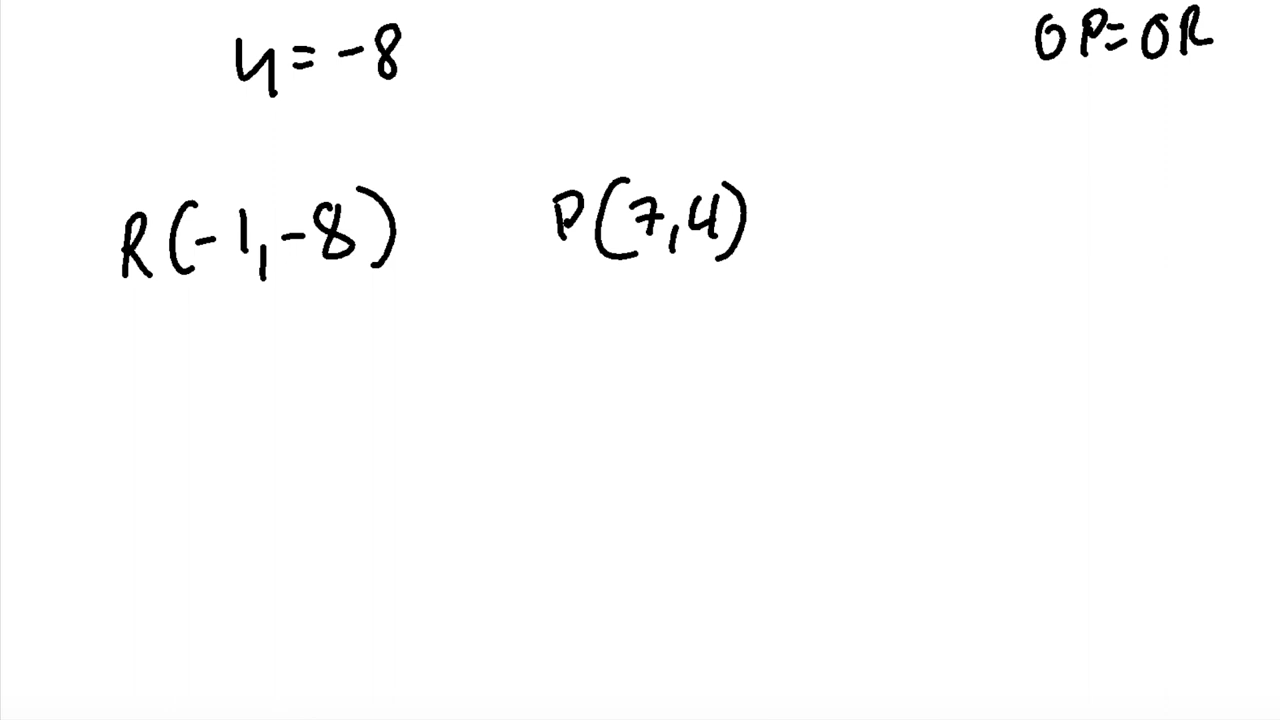 y = -8
OP = OR
R(-1, -8)
P(7, 4)